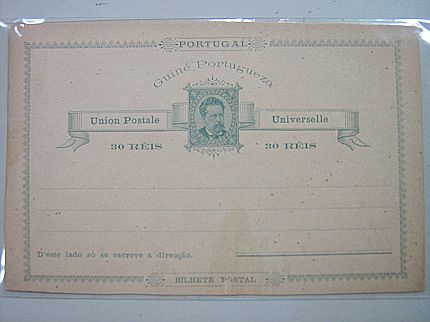 PORTUGAL
Guiné Portugueza
Union Postale Universelle
30 RÉIS 30 RÉIS
D'este lado só se escreve a direcção.
BILHETE POSTAL